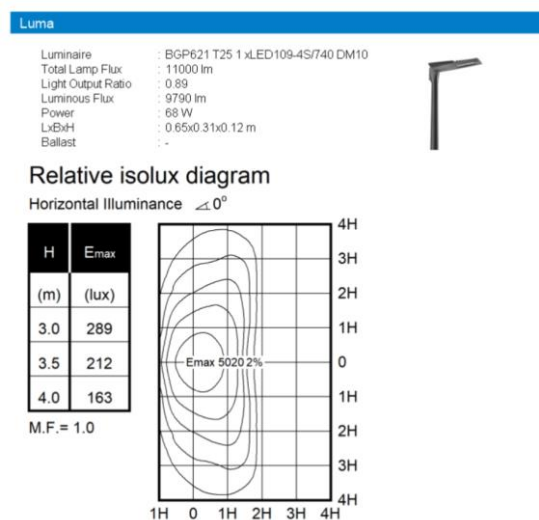 Luma
Luminaire : BGP621 T25 1 xLED109-4S/740 DM10
Total Lamp Flux : 11000 lm
Light Output Ratio : 0.89
Luminous Flux : 9790 lm
Power : 68 W
LxBxH : 0.65x0.31x0.12 m
Ballast : -
Relative isolux diagram
Horizontal Illuminance ∠0°
H Emax
(m) (lux)
3.0 289
3.5 212
4.0 163
M.F.= 1.0
4H
3H
2H
1H
Emax 5020 2% 0
1H
2H
3H
4H
1H 0 1H 2H 3H 4H